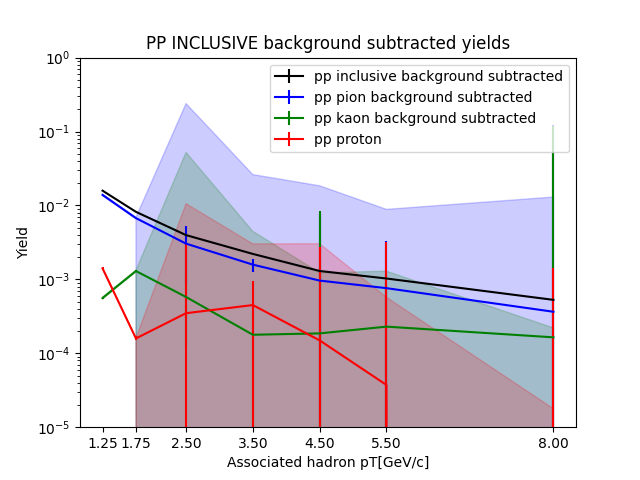 PP INCLUSIVE background subtracted yields
pp inclusive background subtracted
pp pion background subtracted
pp kaon background subtracted
pp proton
Yield
10^0
10^-1
10^-2
10^-3
10^-4
10^-5
1.25 1.75 2.50 3.50 4.50 5.50 8.00
Associated hadron pT[GeV/c]